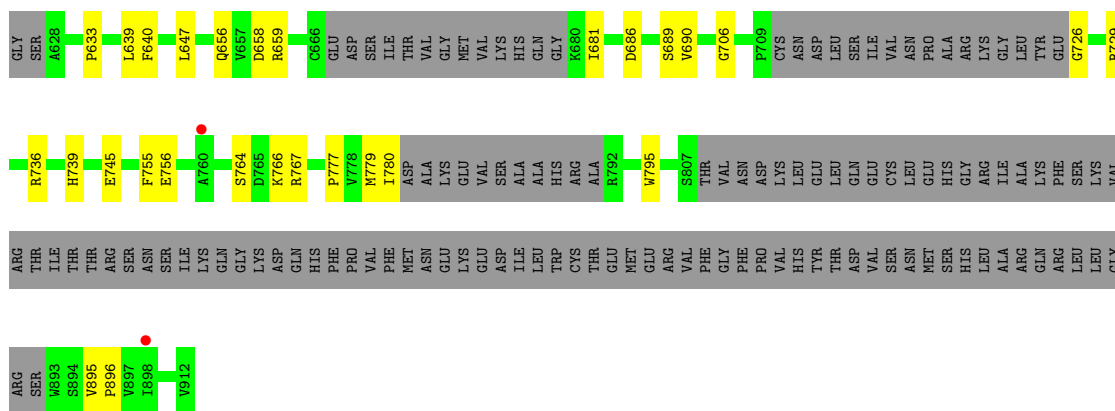 GLY SER A628 P633 L639 F640 L647 Q656 V657 D658 R659 C666 GLU ASP SER ILE THR VAL GLY MET VAL LYS HIS GLN GLY K680 I681 D686 S689 V690 G706 P709 CYS ASN ASP LEU SER ILE VAL ASN PRO ALA ARG LYS GLY LEU TYR GLU G726
R736 H739 E745 F755 E756 A760 S764 D765 K766 R767 P777 V778 M779 I780 ASP ALA LYS GLU VAL SER ALA ALA HIS ARG ALA R792 W795 S807 THR VAL ASN ASP LYS LEU GLU LEU GLN GLU CYS LEU GLU HIS GLY ARG ILE ALA LYS PHE SER LYS VAL
ARG THR ILE THR THR ARG SER ASN SER ILE LYS GLN GLY LYS ASP GLN HIS PHE PRO VAL PHE MET ASN GLU LYS GLU ASP ILE LEU TRP CYS THR GLU MET GLU ARG VAL PHE GLY PHE PRO VAL HIS TYR THR ASP VAL SER ASN MET SER HIS LEU ALA ARG GLN ARG LEU LEU GLY
ARG SER W893 S894 V895 P896 V897 I898 V912